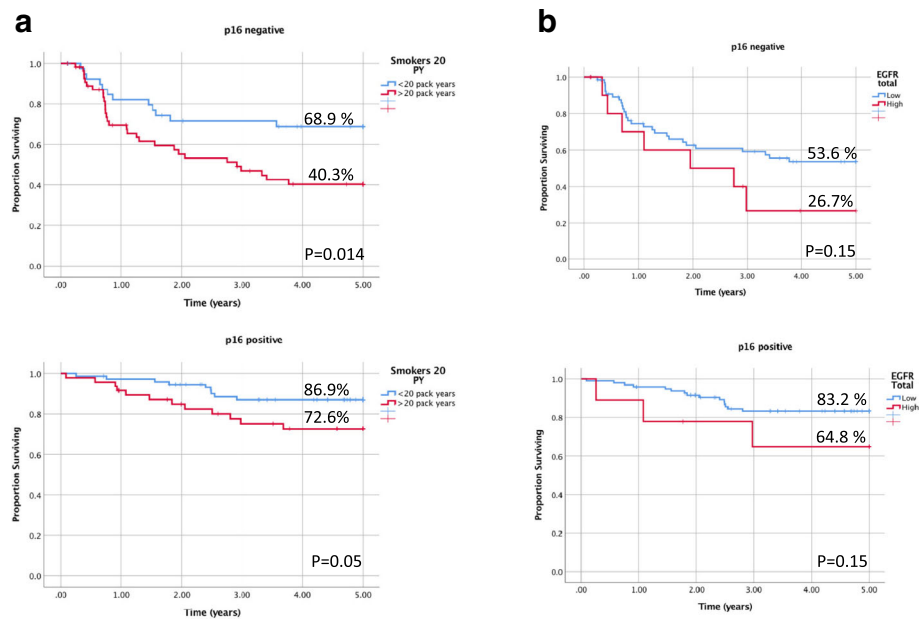 a
p16 negative
Smokers 20
PY
<20 pack years
>20 pack years
Proportion Surviving
1.0
0.8
0.6
0.4
0.2
0.0
68.9 %
40.3%
P=0.014
.00 1.00 2.00 3.00 4.00 5.00
Time (years)
p16 positive
Smokers 20
PY
<20 pack years
>20 pack years
Proportion Surviving
1.0
0.8
0.6
0.4
0.2
0.0
86.9%
72.6%
P=0.05
.00 1.00 2.00 3.00 4.00 5.00
Time (years)
b
p16 negative
EGFR
total
Low
High
Proportion Surviving
1.0
0.8
0.6
0.4
0.2
0.0
53.6 %
26.7%
P=0.15
.00 1.00 2.00 3.00 4.00 5.00
Time (years)
p16 positive
EGFR
Total
Low
High
Proportion Surviving
1.0
0.8
0.6
0.4
0.2
0.0
83.2 %
64.8 %
P=0.15
.00 1.00 2.00 3.00 4.00 5.00
Time (years)